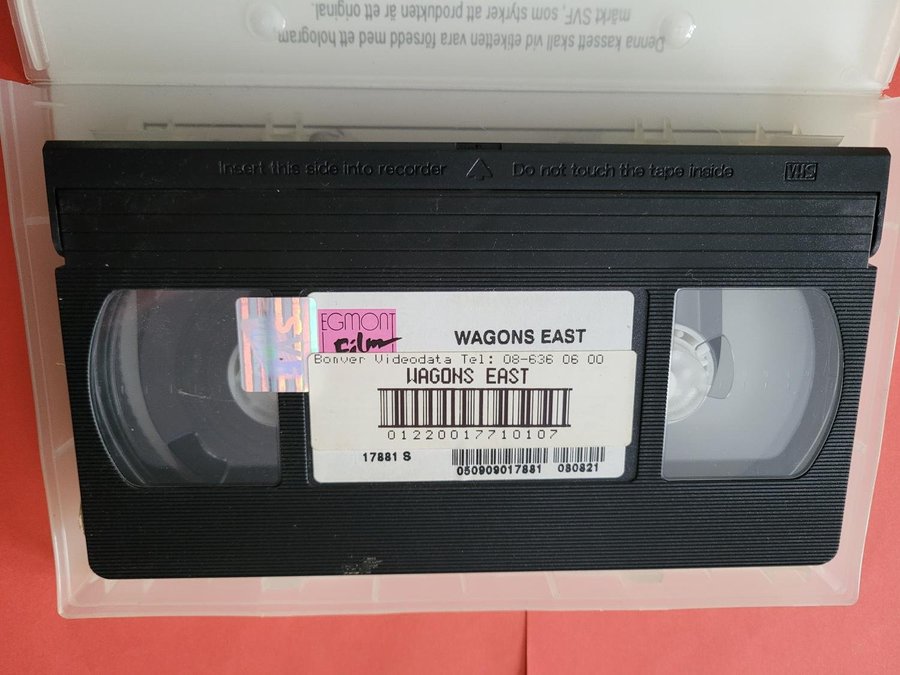 Denna kassett skall vid etiketten vara försedd med ett hologram,
märkt SVF, som styrker att produkten är ett original.
Insert this side into recorder Do not touch the tape inside VHS
EGMONT
Film
WAGONS EAST
SVF
Bonver Videodata Tel: 08-636 06 00
WAGONS EAST
01220017710107
17881 S
050909017881 080821